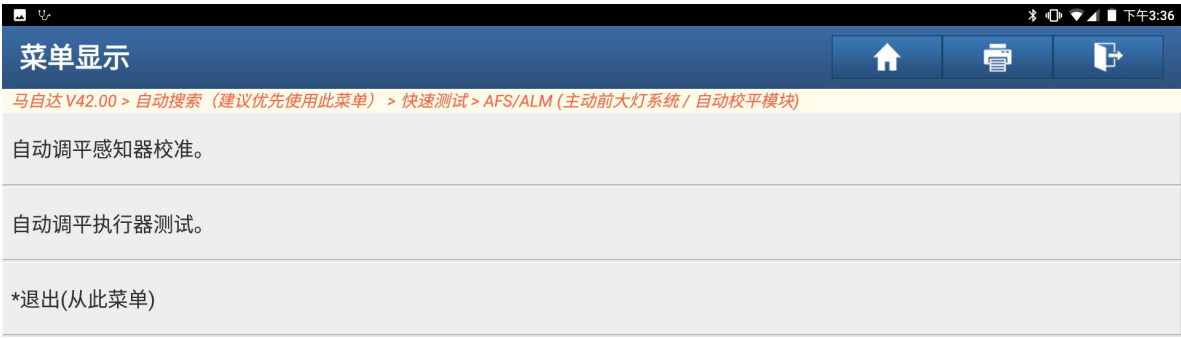 下午3:36
菜单显示
马自达 V42.00 > 自动搜索（建议优先使用此菜单） > 快速测试 > AFS/ALM (主动前大灯系统 / 自动校平模块)
自动调平感知器校准。
自动调平执行器测试。
*退出(从此菜单)